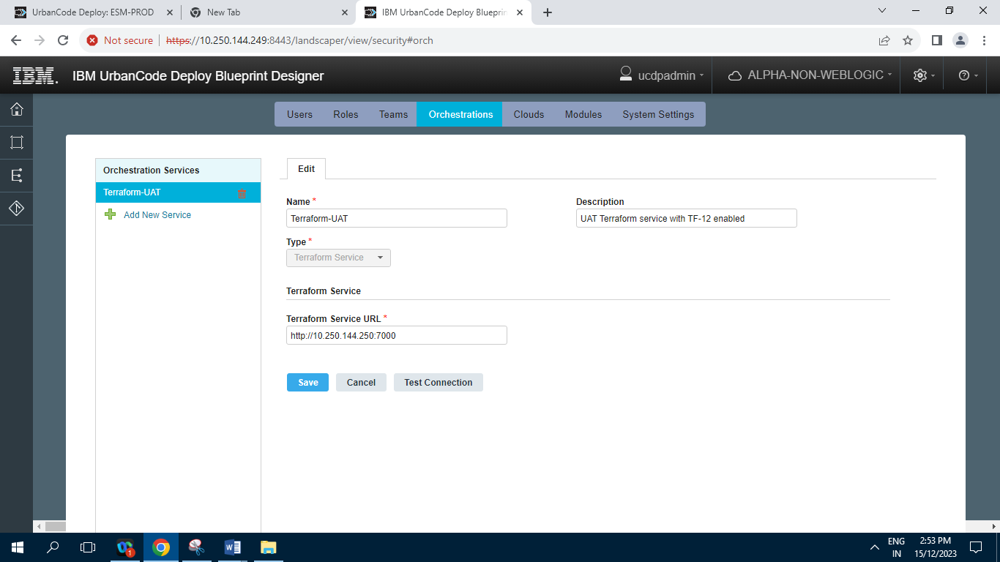 UrbanCode Deploy: ESM-PROD
New Tab
IBM UrbanCode Deploy Blueprin
Not secure https://10.250.144.249:8443/landscaper/view/security#orch
IBM. IBM UrbanCode Deploy Blueprint Designer ucdpadmin ALPHA-NON-WEBLOGIC
Users Roles Teams Orchestrations Clouds Modules System Settings
Orchestration Services
Terraform-UAT
Add New Service
Edit
Name * Description
Terraform-UAT UAT Terraform service with TF-12 enabled
Type *
Terraform Service
Terraform Service
Terraform Service URL *
http://10.250.144.250:7000
Save Cancel Test Connection
1
ENG
IN
2:53 PM
15/12/2023